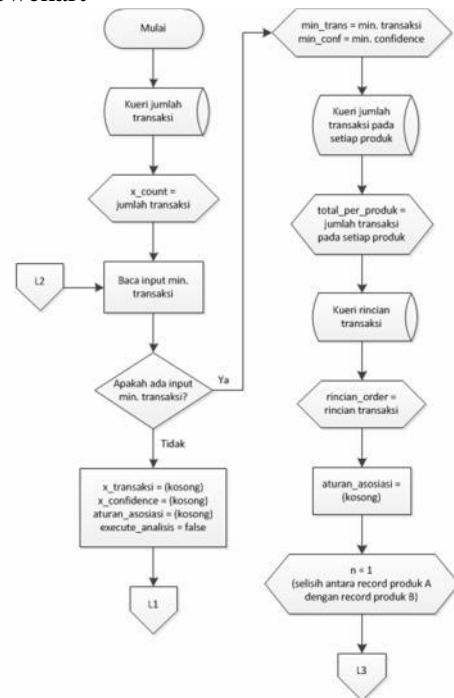 Mulai
Kueri jumlah
transaksi
x_count =
jumlah transaksi
L2
Baca input min.
transaksi
Apakah ada input
min. transaksi?
Ya
Tidak
x_transaksi = (kosong)
x_confidence = (kosong)
aturan_asosiasi = (kosong)
execute_analisis = false
L1
min_trans = min. transaksi
min_conf = min. confidence
Kueri jumlah
transaksi pada
setiap produk
total_per_produk =
jumlah transaksi
pada setiap produk
Kueri rincian
transaksi
rincian_order =
rincian transaksi
aturan_asosiasi =
(kosong)
n = 1
(selisih antara record produk A
dengan record produk B)
L3